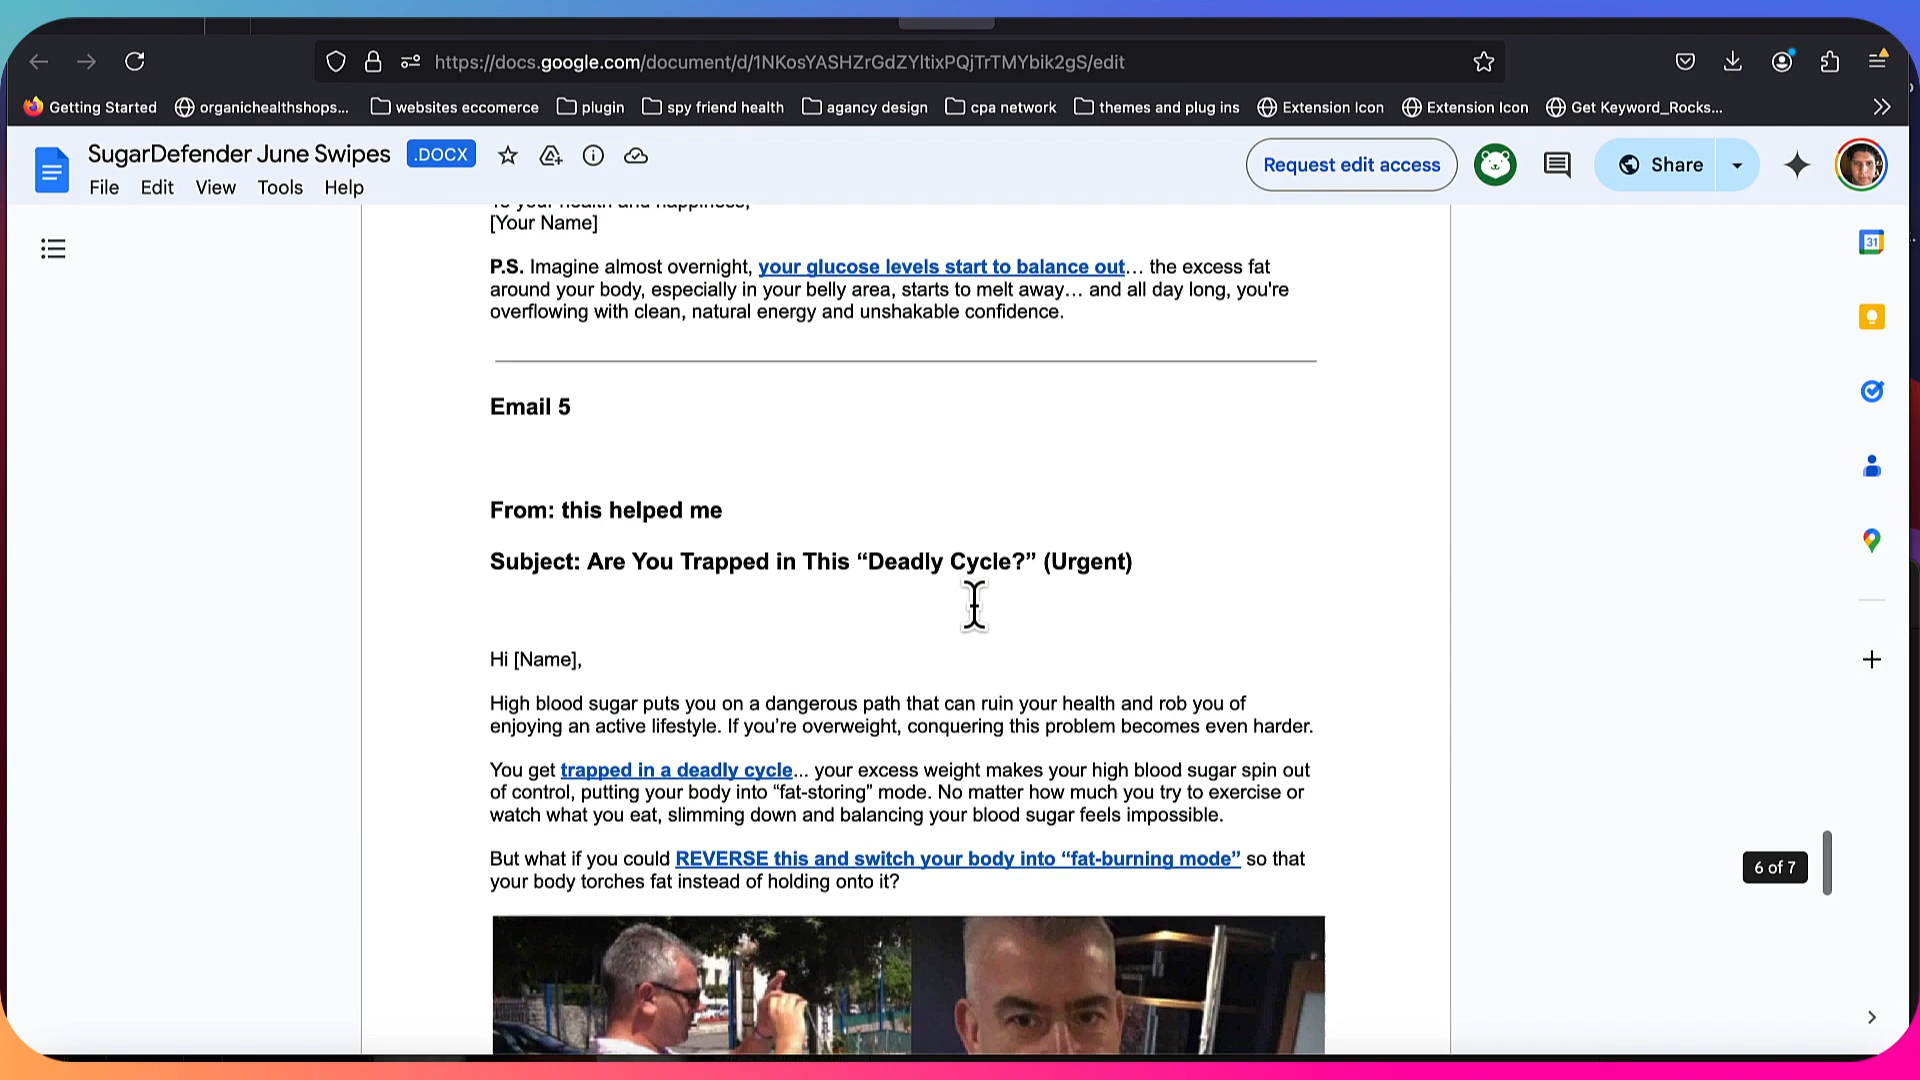 https://docs.google.com/document/d/1NKosYASHZrGdZYltixPQjTrTMYbik2gS/edit
Getting Started
organichealthshops...
websites eccomerce
plugin
spy friend health
agancy design
cpa network
themes and plug ins
Extension Icon
Extension Icon
Get Keyword_Rocks...
SugarDefender June Swipes
.DOCX
File Edit View Tools Help
Request edit access
Share
31
To your health and happiness,
[Your Name]
P.S. Imagine almost overnight, your glucose levels start to balance out… the excess fat
around your body, especially in your belly area, starts to melt away… and all day long, you're
overflowing with clean, natural energy and unshakable confidence.
Email 5
From: this helped me
Subject: Are You Trapped in This “Deadly Cycle?” (Urgent)
Hi [Name],
High blood sugar puts you on a dangerous path that can ruin your health and rob you of
enjoying an active lifestyle. If you’re overweight, conquering this problem becomes even harder.
You get trapped in a deadly cycle... your excess weight makes your high blood sugar spin out
of control, putting your body into “fat-storing” mode. No matter how much you try to exercise or
watch what you eat, slimming down and balancing your blood sugar feels impossible.
But what if you could REVERSE this and switch your body into “fat-burning mode” so that
your body torches fat instead of holding onto it?
6 of 7